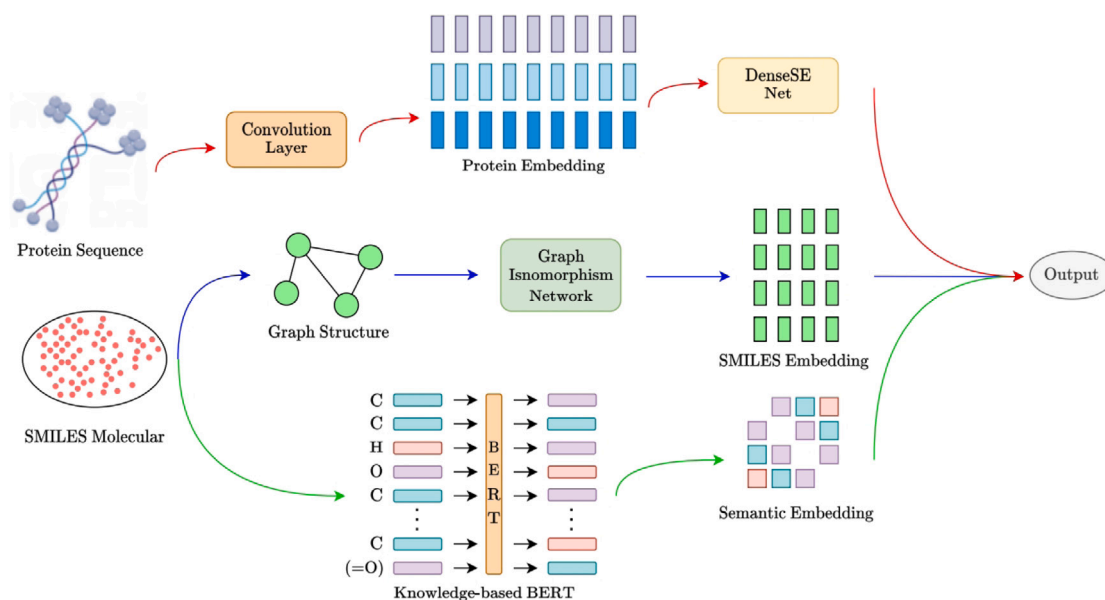 Protein Sequence
Convolution
Layer
Protein Embedding
DenseSE
Net
SMILES Molecular
Graph Structure
Graph
Isnomorphism
Network
SMILES Embedding
Output
C
C
H
O
C
C
(=O)
B
E
R
T
Knowledge-based BERT
Semantic Embedding